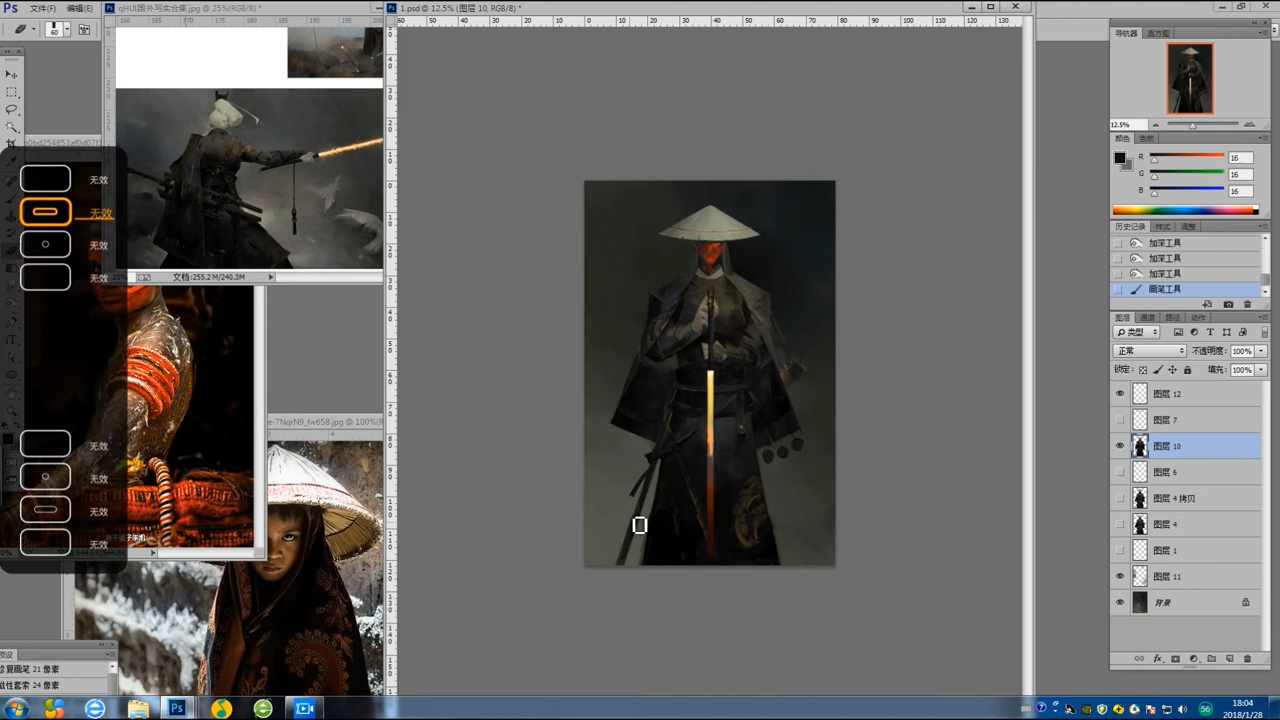 Ps 文件(F) 编辑(E)
qHUI国外写实合集.jpg @ 25%(RGB/8) *
1.psd @ 12.5% (图层 10, RGB/8) *
60
无效
无效
无效
无效
文档:255.2M/240.3M
无效
无效
无效
无效
e-7NqrN9_fw658.jpg @ 100%(R
修复画笔 21 像素
磁性套索 24 像素
导航器 直方图
12.5%
颜色 色板
R 16
G 16
B 16
历史记录 样式 调整
加深工具
加深工具
加深工具
画笔工具
图层 通道 路径 动作
类型
正常 不透明度: 100%
锁定: 填充: 100%
图层 12
图层 7
图层 10
图层 6
图层 4 拷贝
图层 4
图层 1
图层 11
背景
18:04
2018/1/28